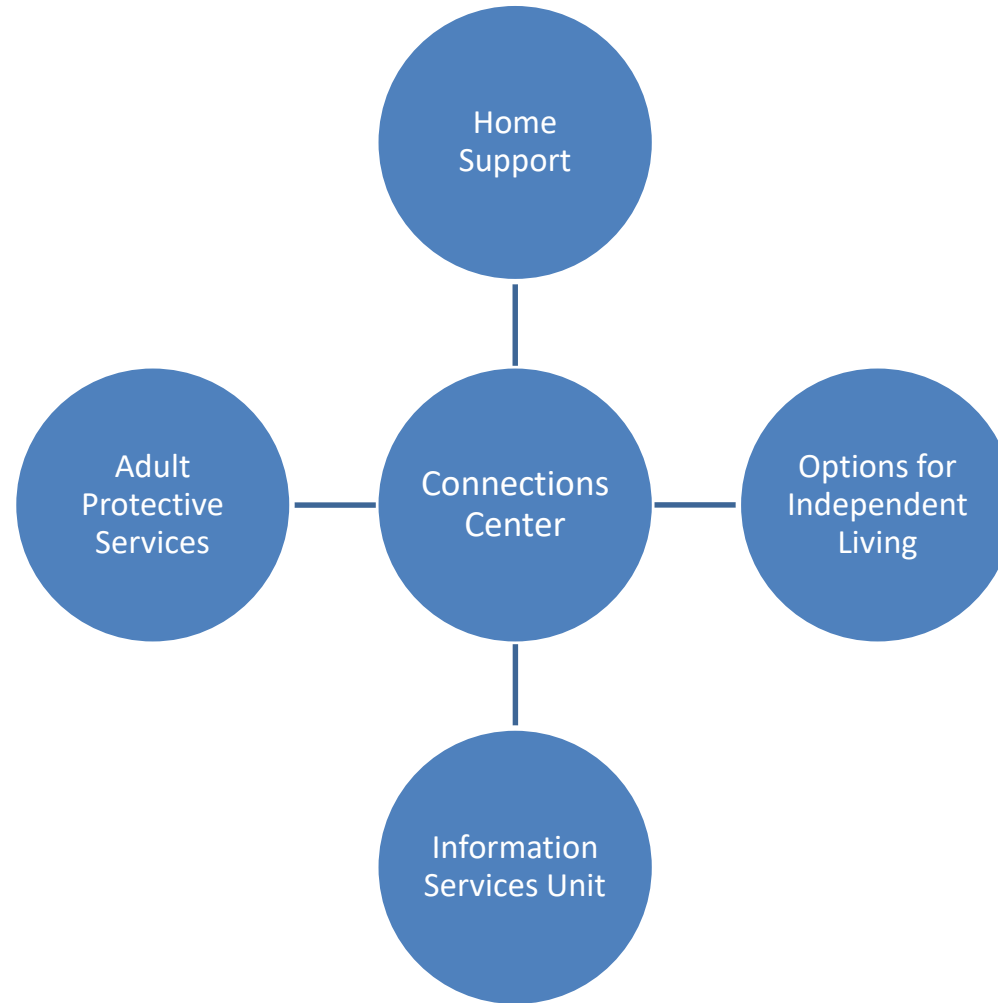 Home
Support
Adult
Protective
Services
Connections
Center
Options for
Independent
Living
Information
Services Unit